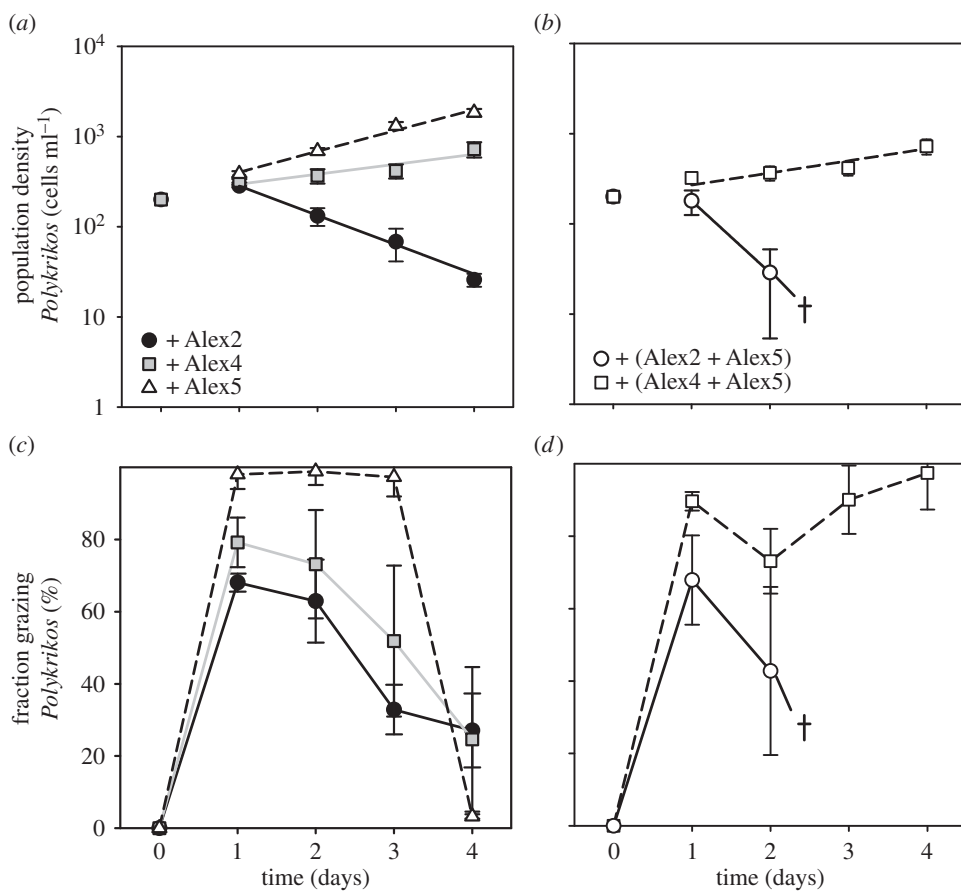 (a)
10⁴
10³
10²
10
1
population density
Polykrikos (cells ml⁻¹)
+ Alex2
+ Alex4
+ Alex5
(b)
†
+ (Alex2 + Alex5)
+ (Alex4 + Alex5)
(c)
80
60
40
20
0
fraction grazing
Polykrikos (%)
0 1 2 3 4
time (days)
(d)
†
0 1 2 3 4
time (days)